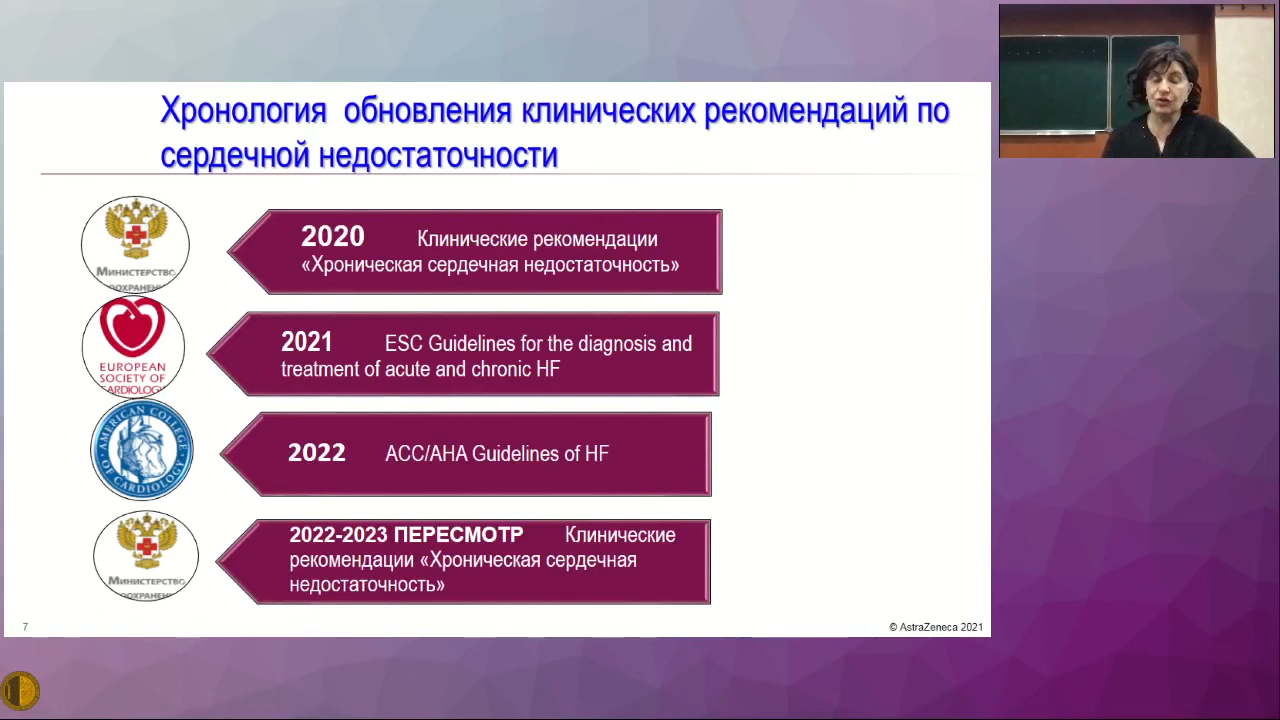 Хронология обновления клинических рекомендаций по
сердечной недостаточности
МИНИСТЕРСТВО
2020 Клинические рекомендации
«Хроническая сердечная недостаточность»
EUROPEAN
SOCIETY OF
CARDIOLOGY
2021 ESC Guidelines for the diagnosis and
treatment of acute and chronic HF
AMERICAN COLLEGE
OF CARDIOLOGY
2022 ACC/AHA Guidelines of HF
МИНИСТЕРСТВО
2022-2023 ПЕРЕСМОТР Клинические
рекомендации «Хроническая сердечная
недостаточность»
7
© AstraZeneca 2021